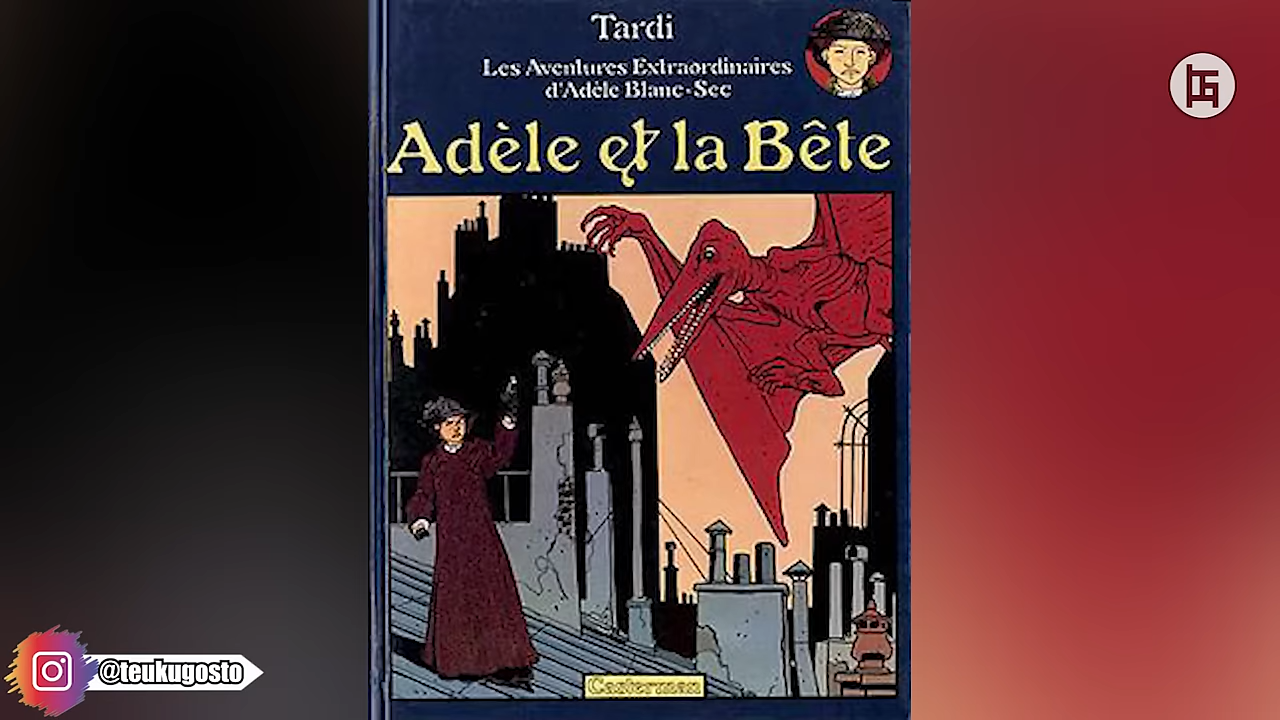 Tardi
Les Aventures Extraordinaires
d'Adèle Blanc-Sec
Adèle et la Bête
Casterman
@teukugosto